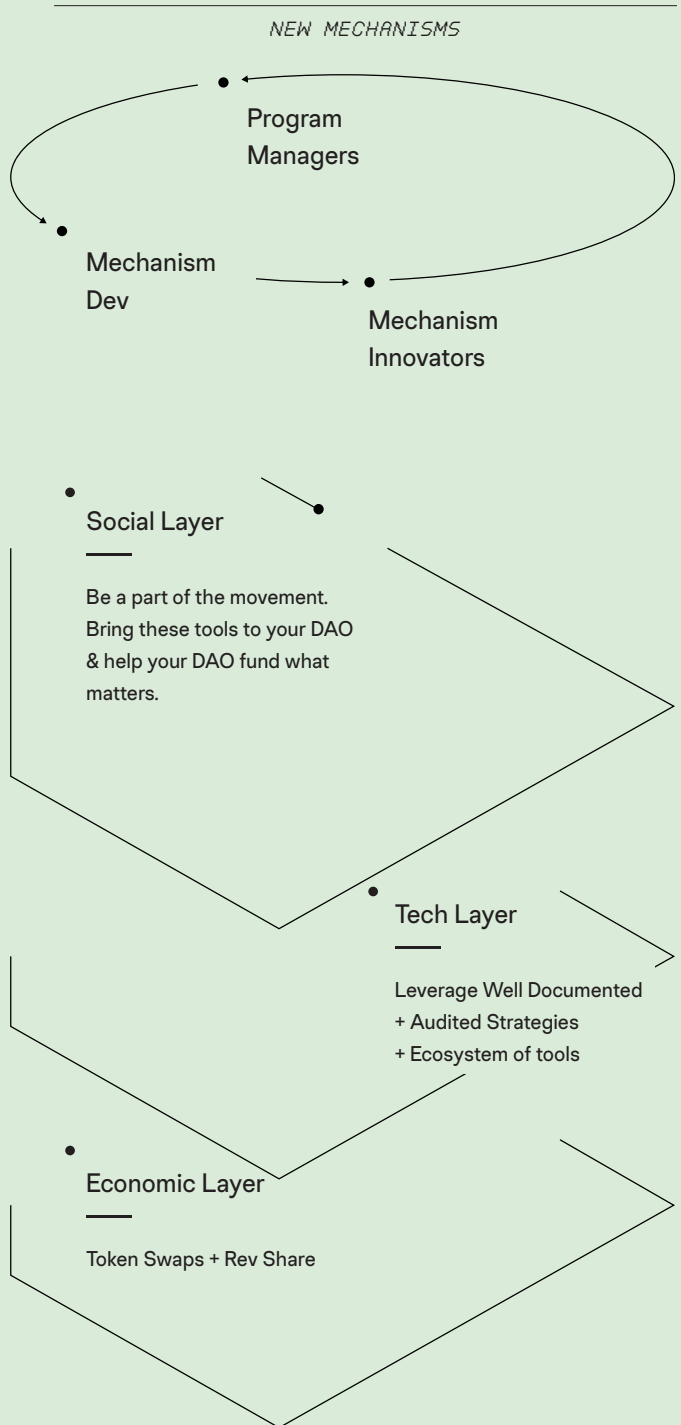 NEW MECHANISMS
Program
Managers
Mechanism
Dev
Mechanism
Innovators
Social Layer
Be a part of the movement.
Bring these tools to your DAO
& help your DAO fund what
matters.
Tech Layer
Leverage Well Documented
+ Audited Strategies
+ Ecosystem of tools
Economic Layer
Token Swaps + Rev Share